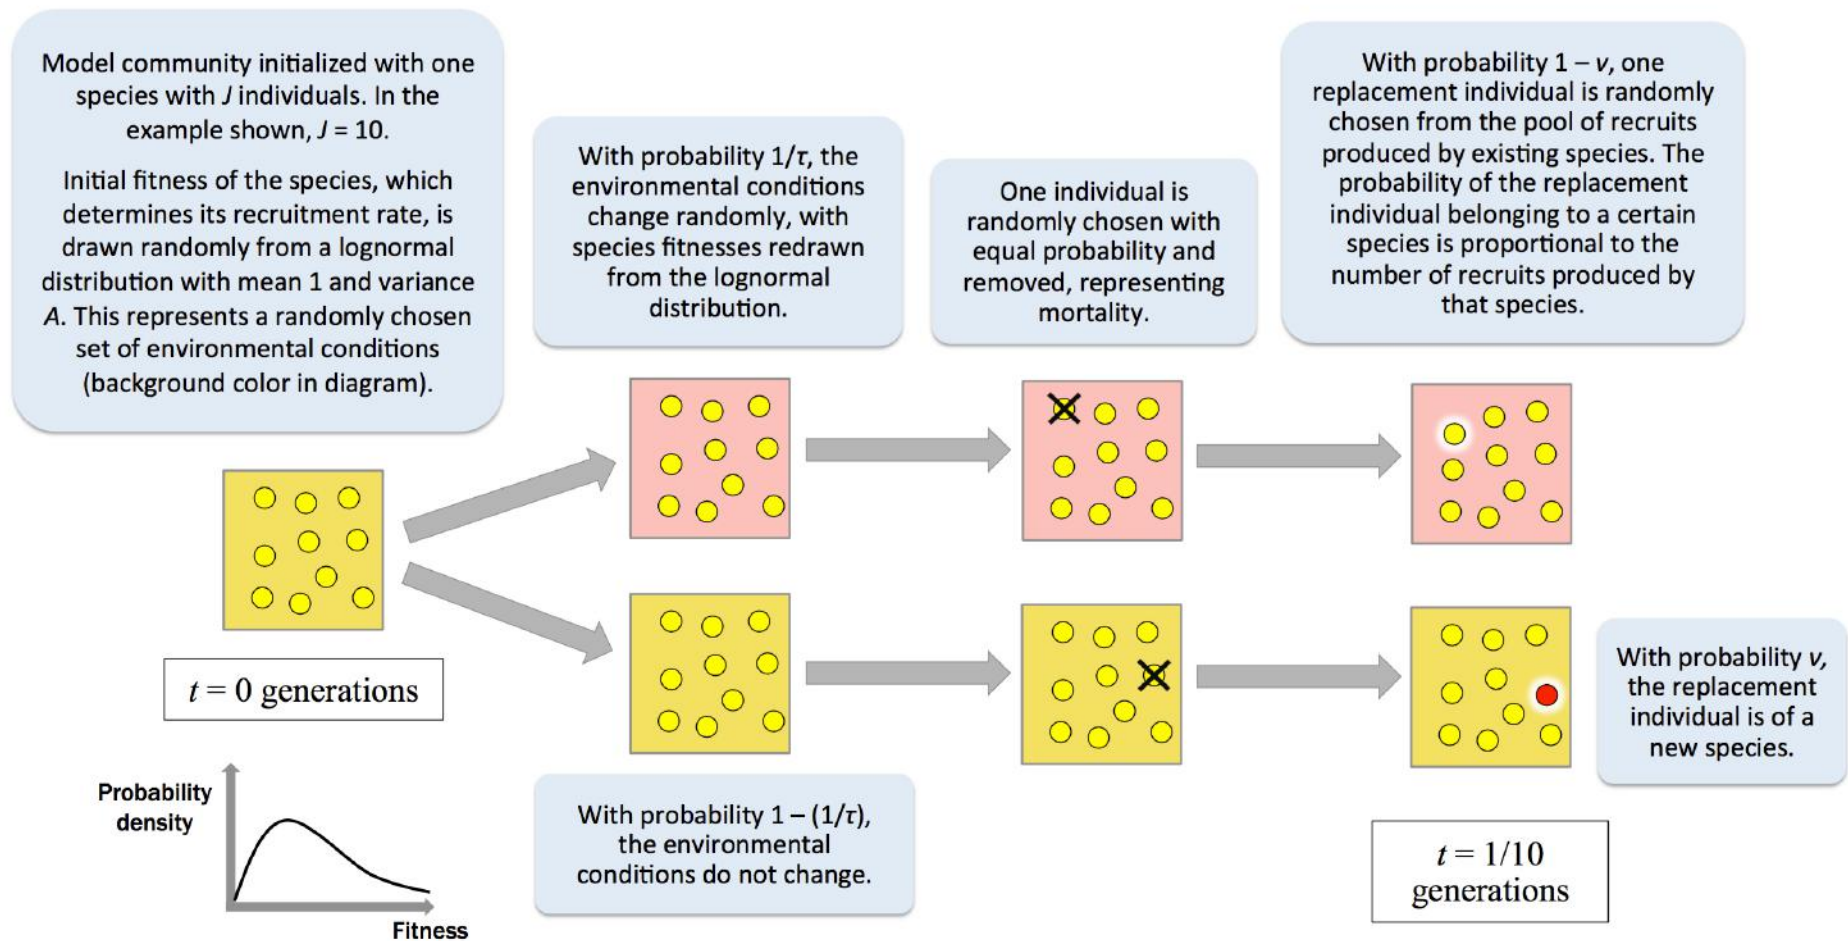 Model community initialized with one
species with J individuals. In the
example shown, J = 10.
Initial fitness of the species, which
determines its recruitment rate, is
drawn randomly from a lognormal
distribution with mean 1 and variance
A. This represents a randomly chosen
set of environmental conditions
(background color in diagram).
With probability 1/τ, the
environmental conditions
change randomly, with
species fitnesses redrawn
from the lognormal
distribution.
One individual is
randomly chosen with
equal probability and
removed, representing
mortality.
With probability 1 – ν, one
replacement individual is randomly
chosen from the pool of recruits
produced by existing species. The
probability of the replacement
individual belonging to a certain
species is proportional to the
number of recruits produced by
that species.
t = 0 generations
With probability ν,
the replacement
individual is of a
new species.
Probability
density
Fitness
With probability 1 – (1/τ),
the environmental
conditions do not change.
t = 1/10
generations